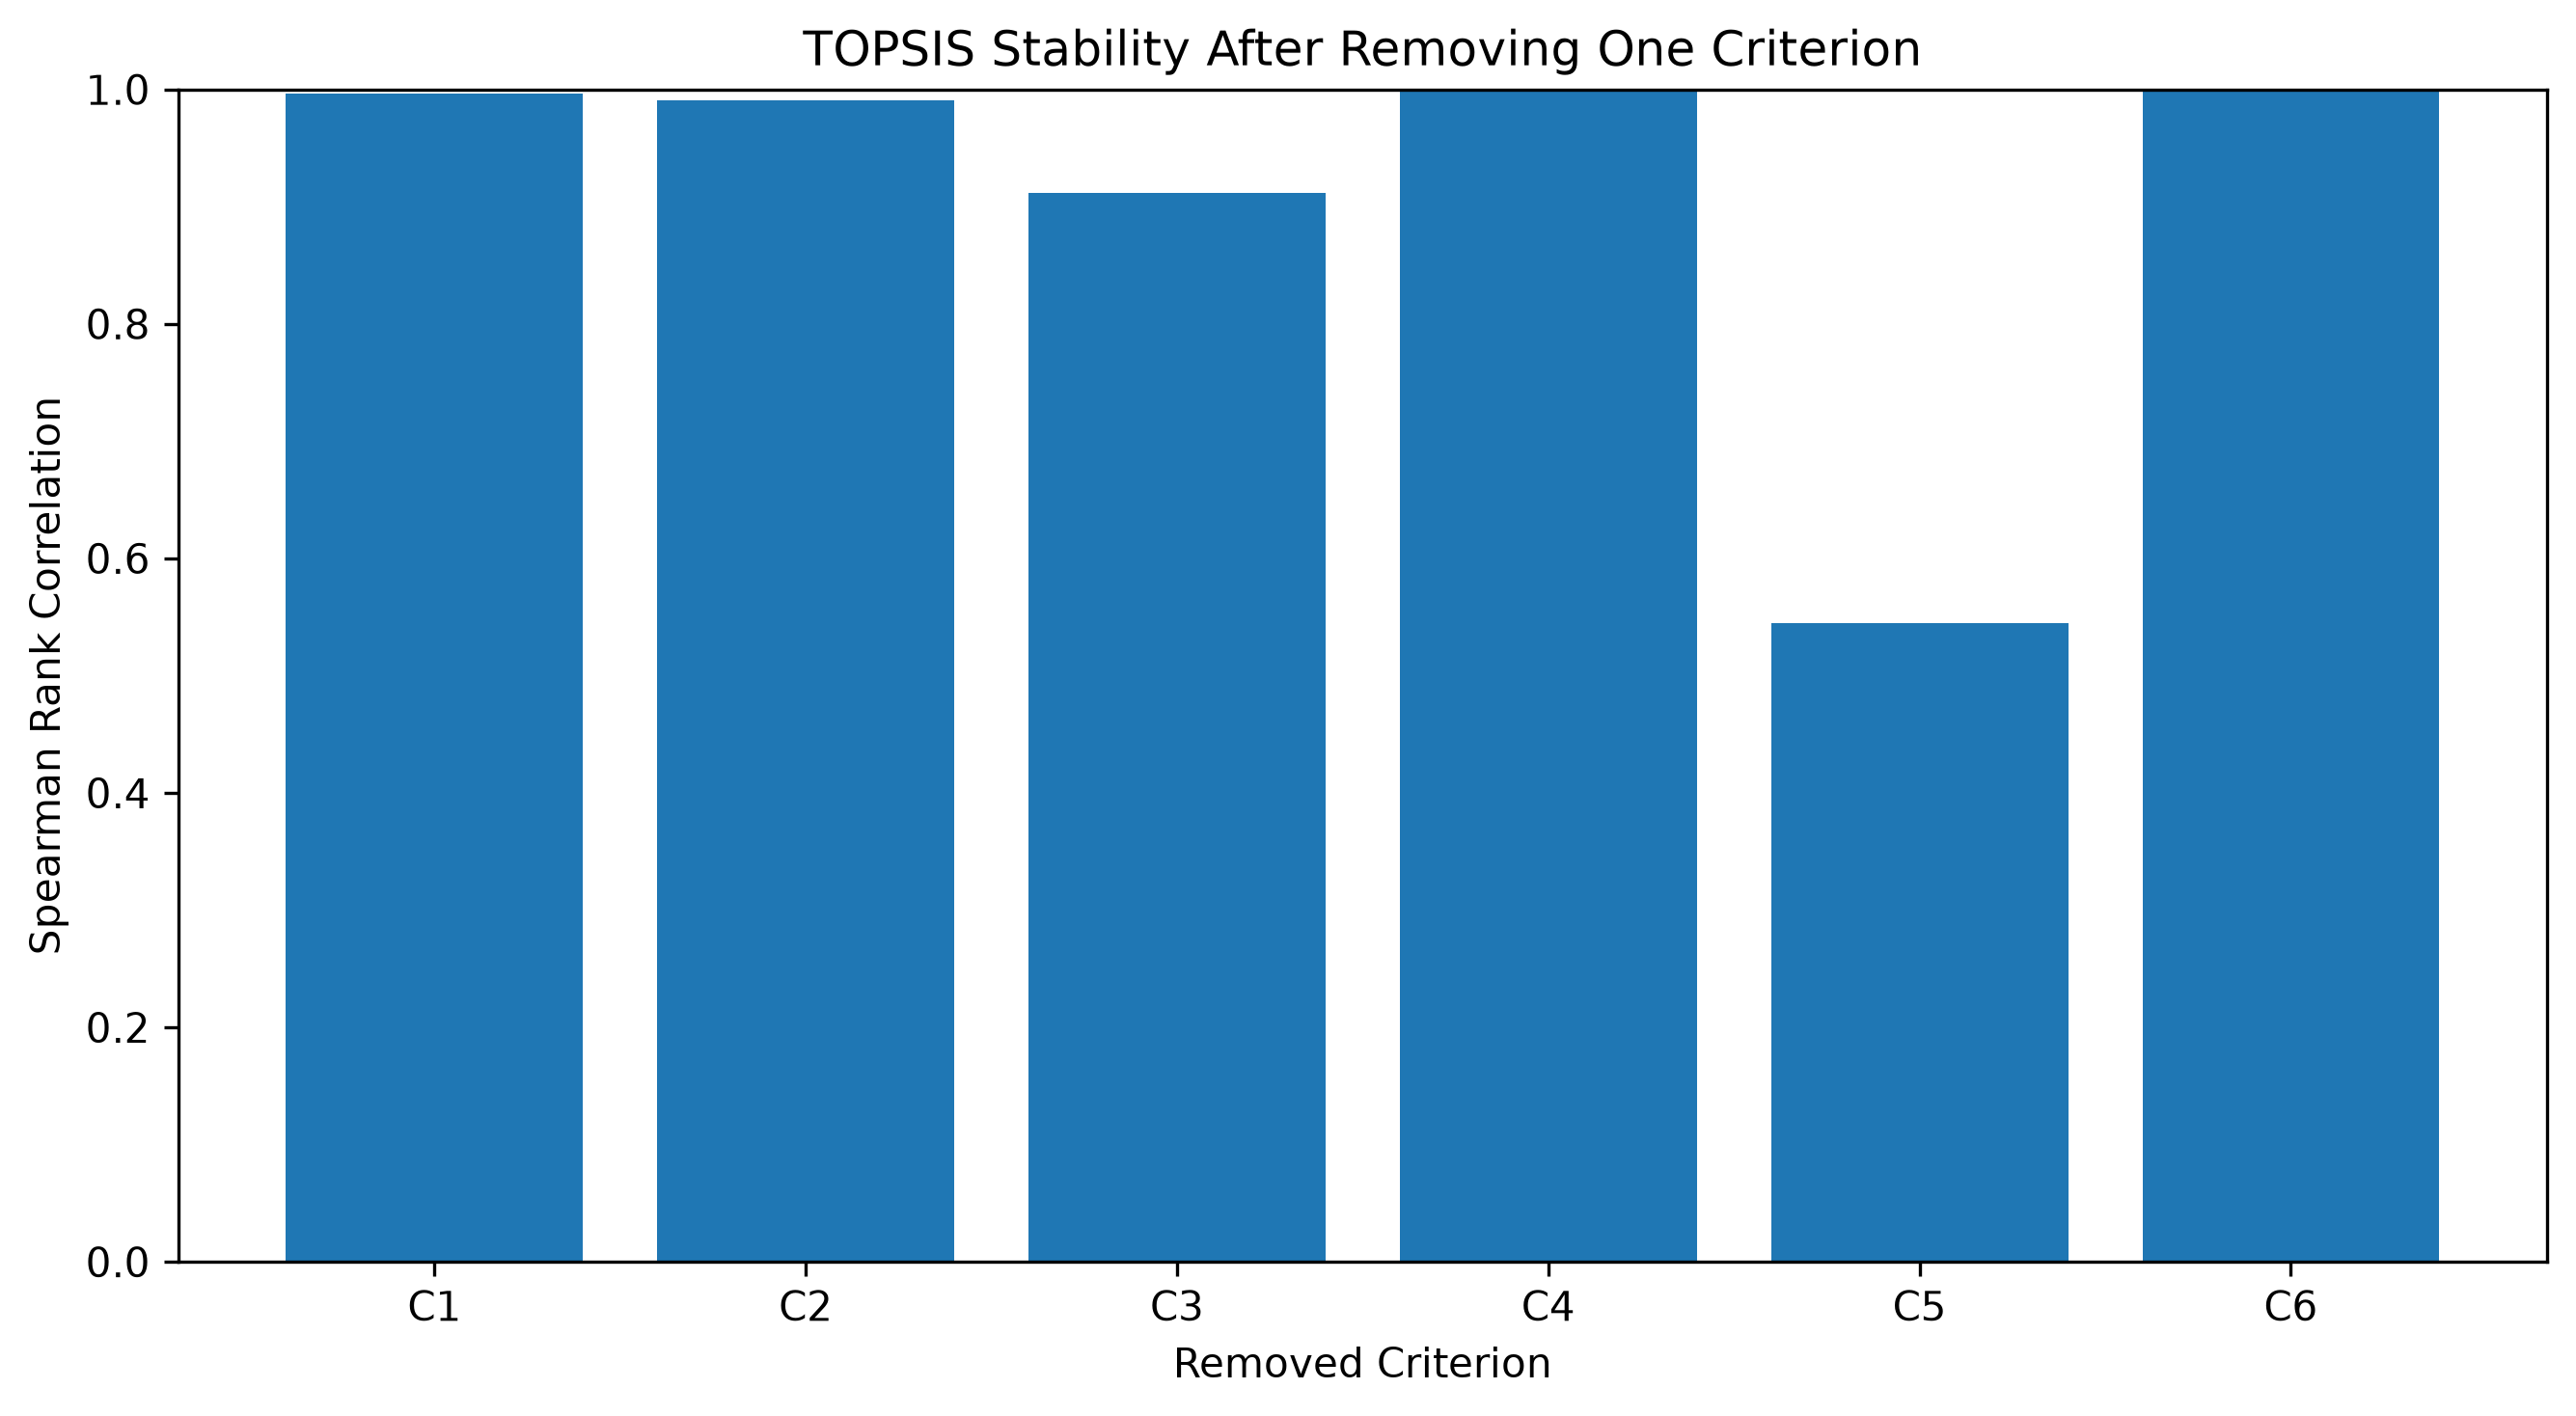 TOPSIS Stability After Removing One Criterion
Spearman Rank Correlation
1.0
0.8
0.6
0.4
0.2
0.0
C1 C2 C3 C4 C5 C6
Removed Criterion